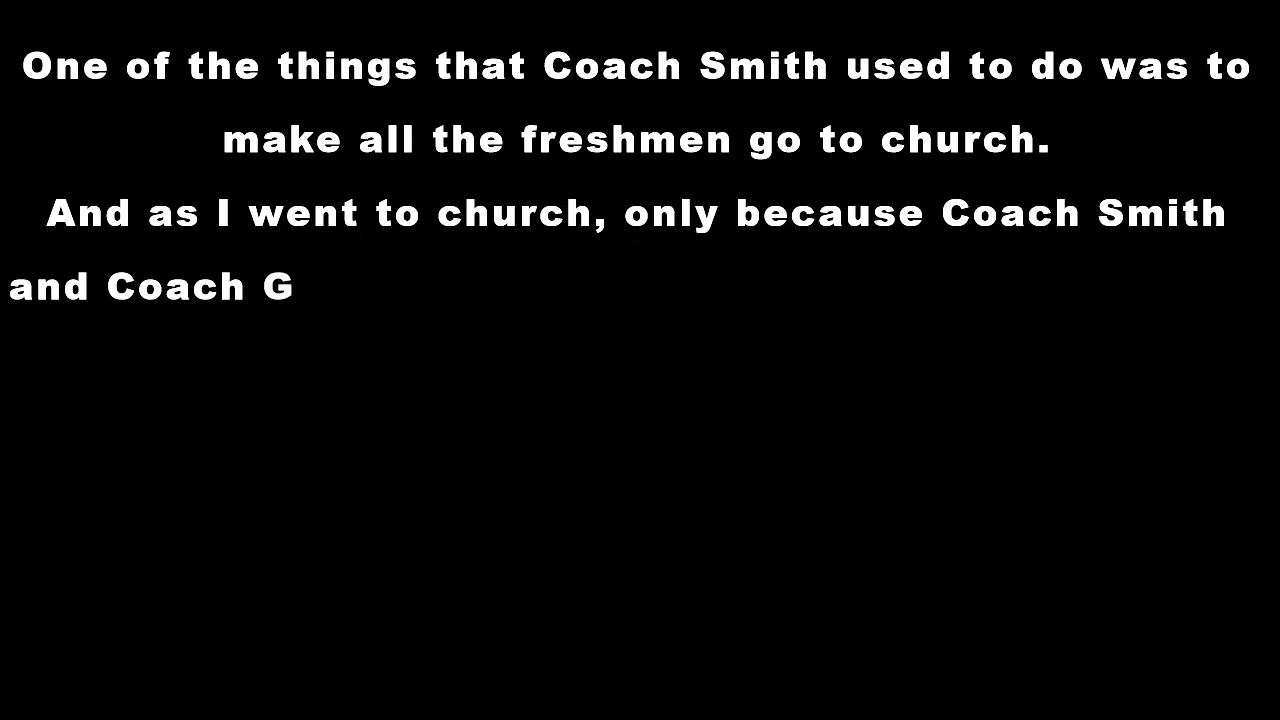 One of the things that Coach Smith used to do was to
make all the freshmen go to church.
And as I went to church, only because Coach Smith
and Coach G